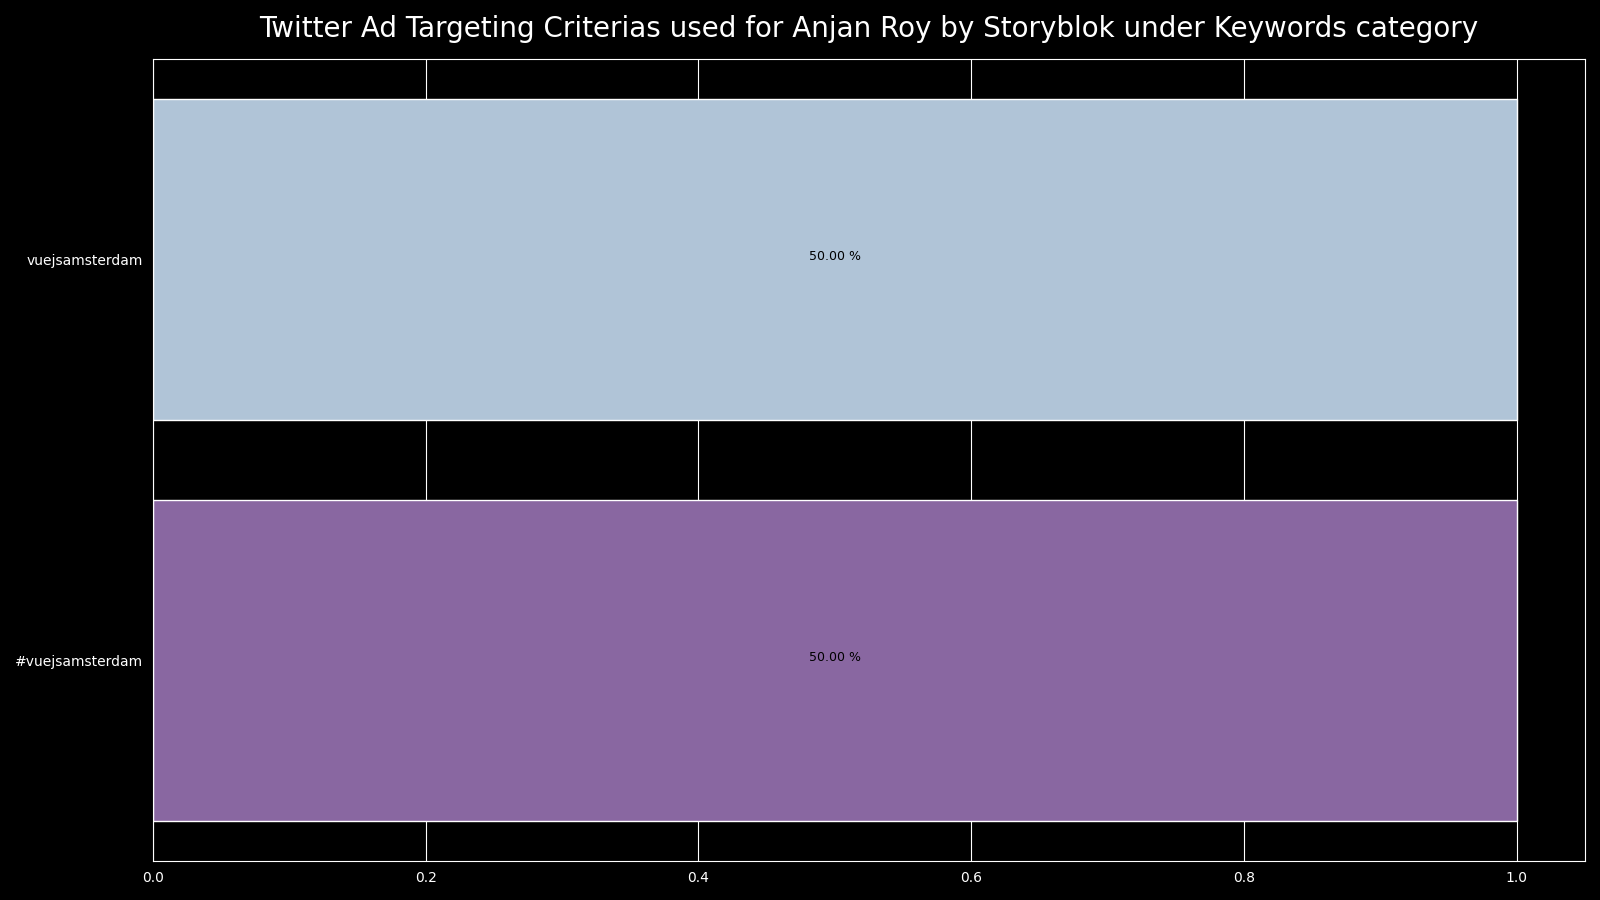 Twitter Ad Targeting Criterias used for Anjan Roy by Storyblok under Keywords category
vuejsamsterdam
50.00 %
#vuejsamsterdam
50.00 %
0.0 0.2 0.4 0.6 0.8 1.0